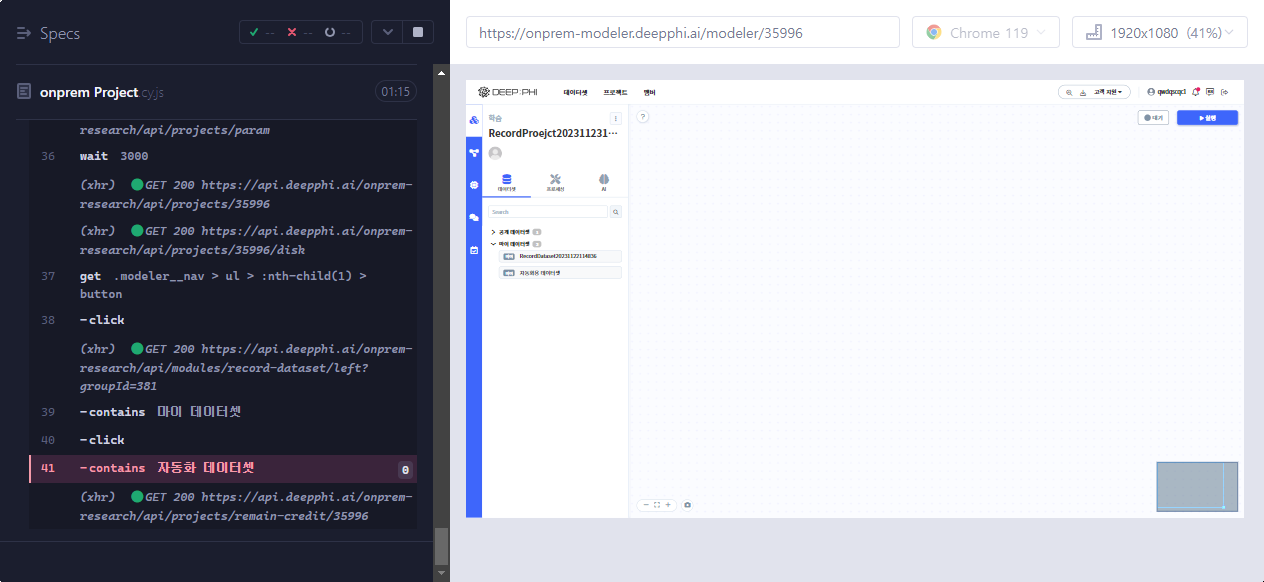 Specs
--
--
--
onprem Project.cy.js
01:15
research/api/projects/param
36 wait 3000
(xhr) GET 200 https://api.deepphi.ai/onprem-
research/api/projects/35996
(xhr) GET 200 https://api.deepphi.ai/onprem-
research/api/projects/35996/disk
37 get .modeler__nav > ul > :nth-child(1) >
button
38 -click
(xhr) GET 200 https://api.deepphi.ai/onprem-
research/api/modules/record-dataset/left?
groupId=381
39 -contains 마이 데이터셋
40 -click
41 -contains 자동화 데이터셋 0
(xhr) GET 200 https://api.deepphi.ai/onprem-
research/api/projects/remain-credit/35996
https://onprem-modeler.deepphi.ai/modeler/35996
Chrome 119
1920x1080 (41%)
DEEP:PHI
데이터셋 프로젝트 멤버
고객 지원
qwdqscqc1
학습
RecordProejct202311231...
?
대기
실행
데이터셋
프로세싱
AI
Search
공개 데이터셋
마이 데이터셋
RecordDataset20231122114836
자동화용 데이터셋